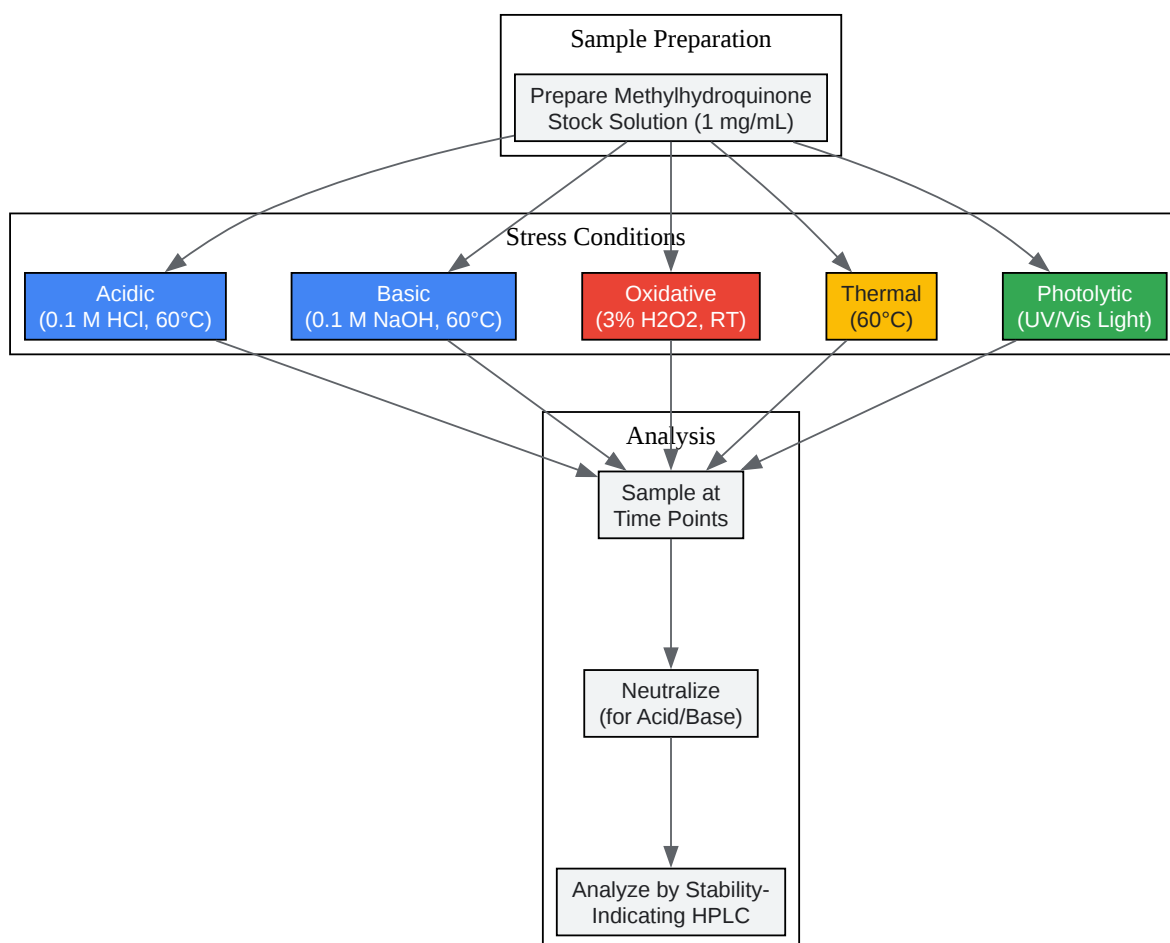 Sample Preparation
Prepare Methylhydroquinone
Stock Solution (1 mg/mL)
Stress Conditions
Acidic
(0.1 M HCl, 60°C)
Basic
(0.1 M NaOH, 60°C)
Oxidative
(3% H2O2, RT)
Thermal
(60°C)
Photolytic
(UV/Vis Light)
Analysis
Sample at
Time Points
Neutralize
(for Acid/Base)
Analyze by Stability-
Indicating HPLC